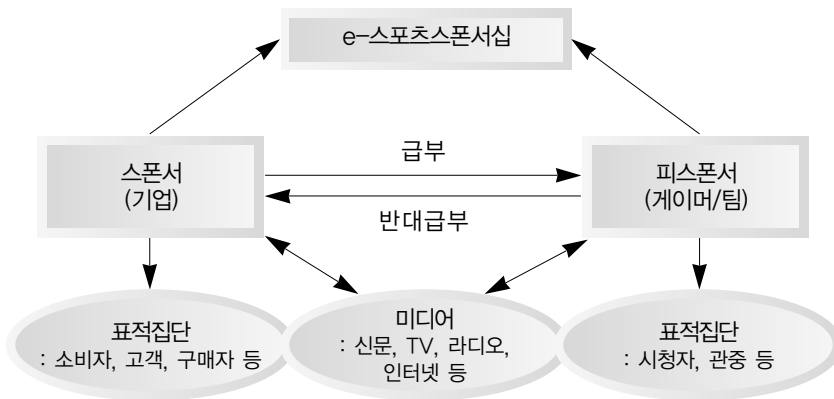 e-스포츠스폰서십
급부
스폰서
(기업)
피스폰서
(게이머/팀)
반대급부
표적집단
: 소비자, 고객, 구매자 등
미디어
: 신문, TV, 라디오,
인터넷 등
표적집단
: 시청자, 관중 등